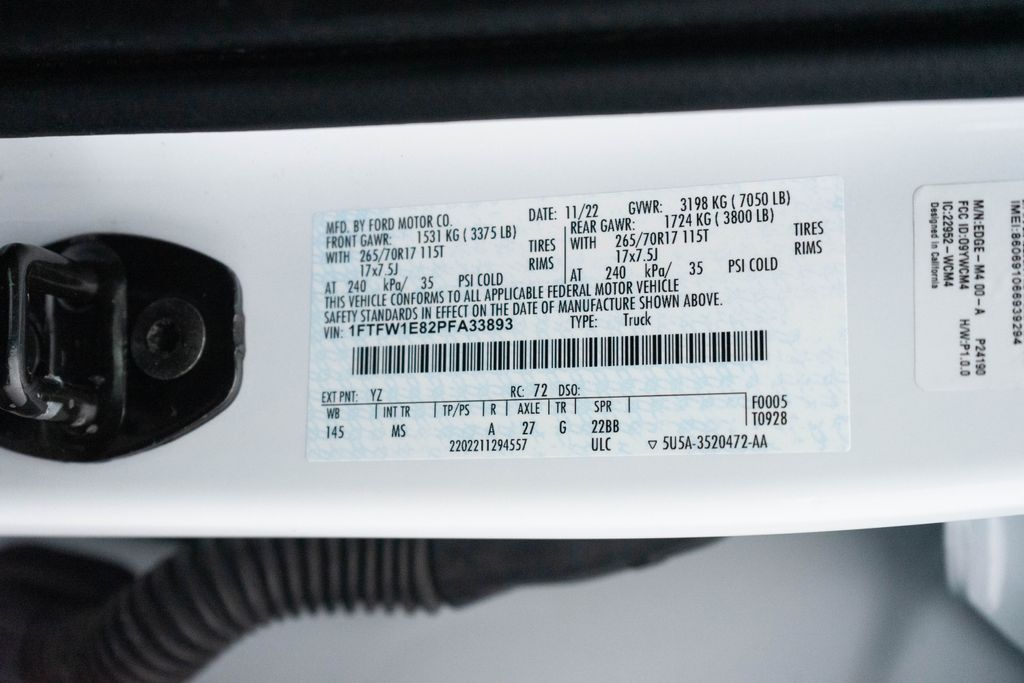 MFD. BY FORD MOTOR CO. DATE: 11/22 GVWR: 3198 KG ( 7050 LB)
FRONT GAWR: 1531 KG ( 3375 LB) REAR GAWR: 1724 KG ( 3800 LB)
WITH 265/70R17 115T TIRES WITH 265/70R17 115T TIRES
17x7.5J RIMS 17x7.5J RIMS
AT 240 kPa/ 35 PSI COLD AT 240 kPa/ 35 PSI COLD
THIS VEHICLE CONFORMS TO ALL APPLICABLE FEDERAL MOTOR VEHICLE
SAFETY STANDARDS IN EFFECT ON THE DATE OF MANUFACTURE SHOWN ABOVE.
VIN: 1FTFW1E82PFA33893 TYPE: Truck
EXT PNT: YZ RC: 72 DSO:
WB INT TR TP/PS R AXLE TR SPR F0005
145 MS A 27 G 22BB T0928
2202211294557 ULC 5U5A-3520472-AA
IMEI:860691066939294
M/N:EDGE-M4 00-A P24190
FCC ID:09YWCM4 H/W:P1.0.0
IC:22952-WCM4
Designed in California